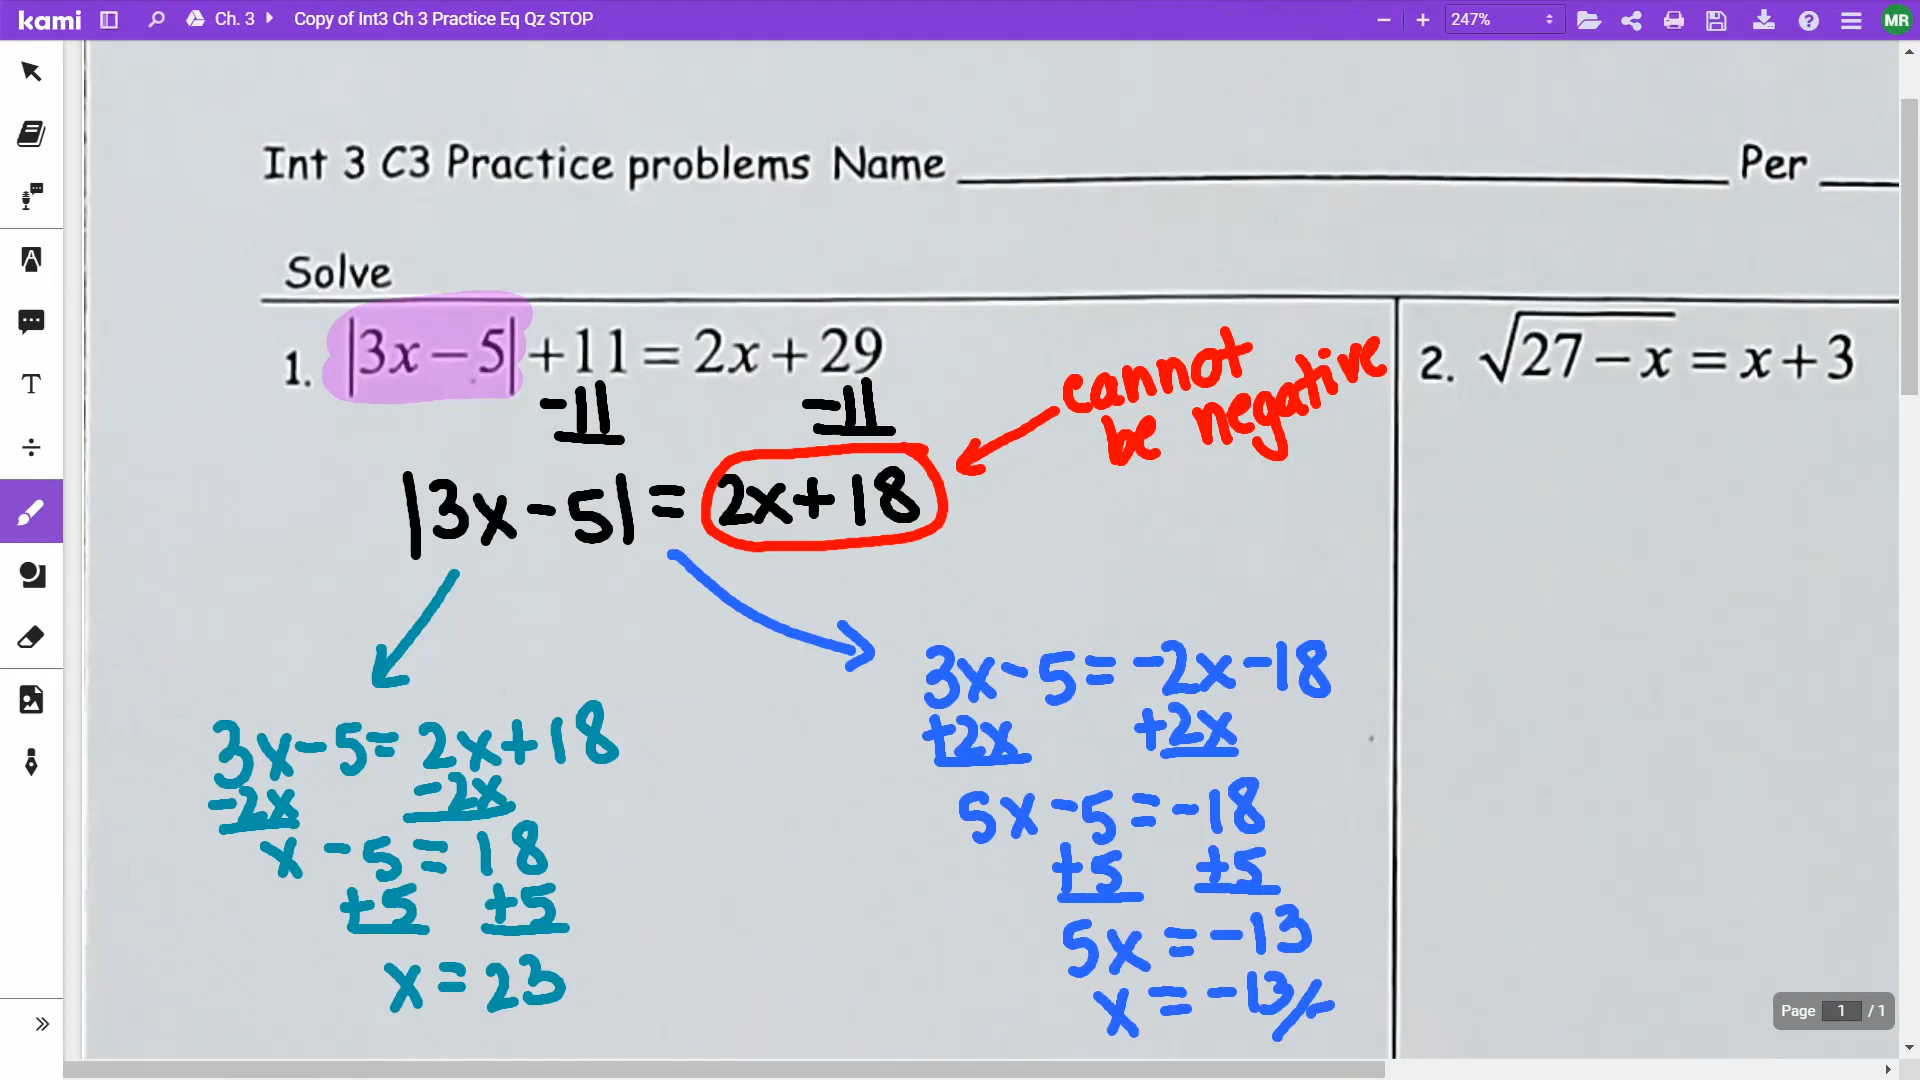 kami Ch. 3 Copy of Int3 Ch 3 Practice Eq Qz STOP 247% MR
Int 3 C3 Practice problems Name Per
Solve
1. |3x-5| +11 = 2x+29
-11 -11
cannot
be negative
|3x-5| = 2x+18
3x-5= 2x+18
-2x -2x
x -5 = 18
+5 +5
x = 23
3x-5 = -2x-18
+2x +2x
5x -5 = -18
+5 +5
5x = -13
x = -13/
2. √27-x = x+3
Page 1 / 1